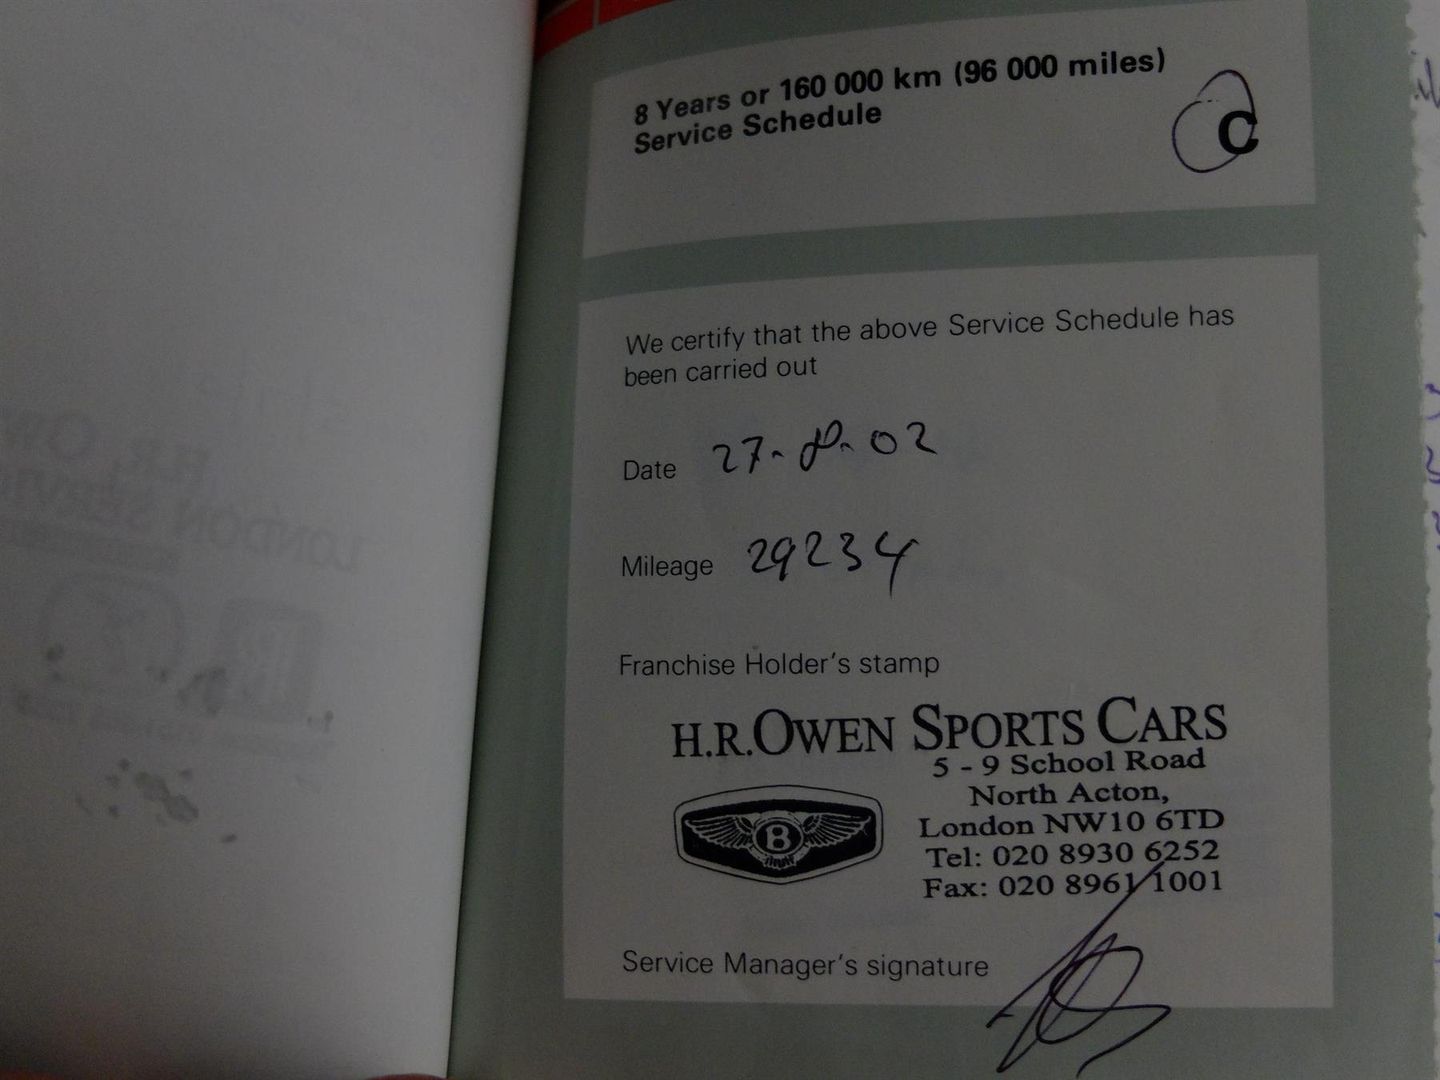 8 Years or 160 000 km (96 000 miles)
Service Schedule
C
We certify that the above Service Schedule has
been carried out
Date 27-8-02
Mileage 29234
Franchise Holder's stamp
H.R.OWEN SPORTS CARS
5 - 9 School Road
North Acton,
London NW10 6TD
Tel: 020 8930 6252
Fax: 020 8961 1001
B
Service Manager's signature